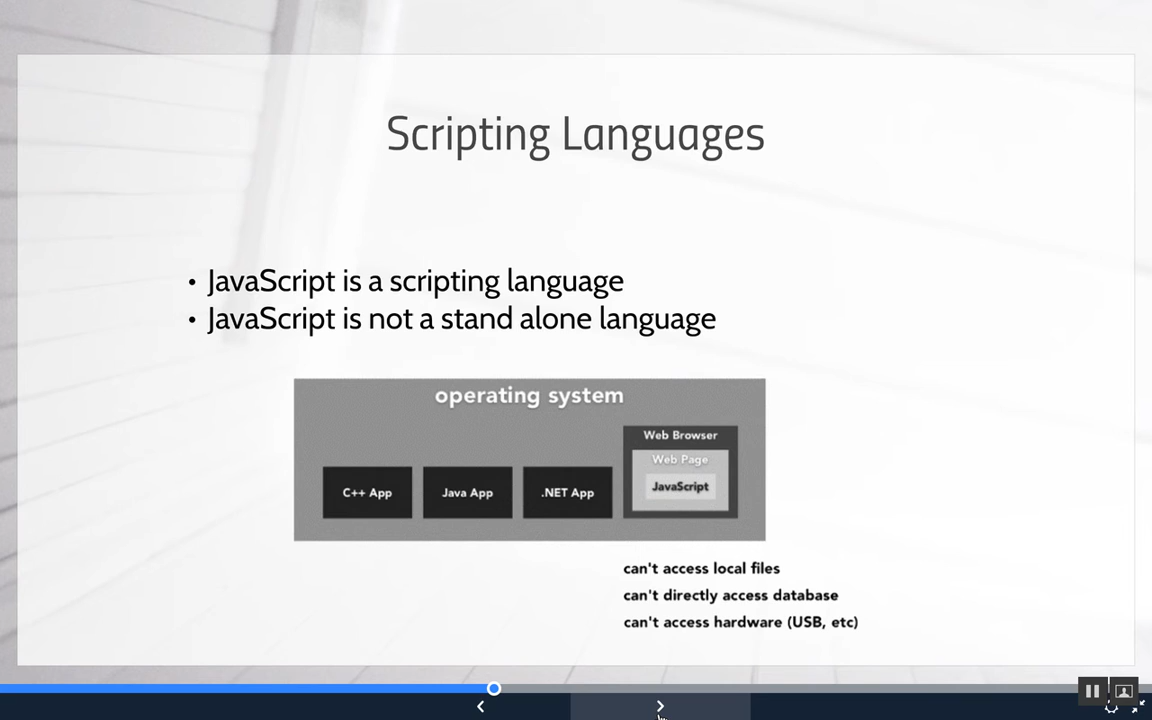 Scripting Languages
• JavaScript is a scripting language
• JavaScript is not a stand alone language
operating system
Web Browser
Web Page
JavaScript
C++ App
Java App
.NET App
can't access local files
can't directly access database
can't access hardware (USB, etc)